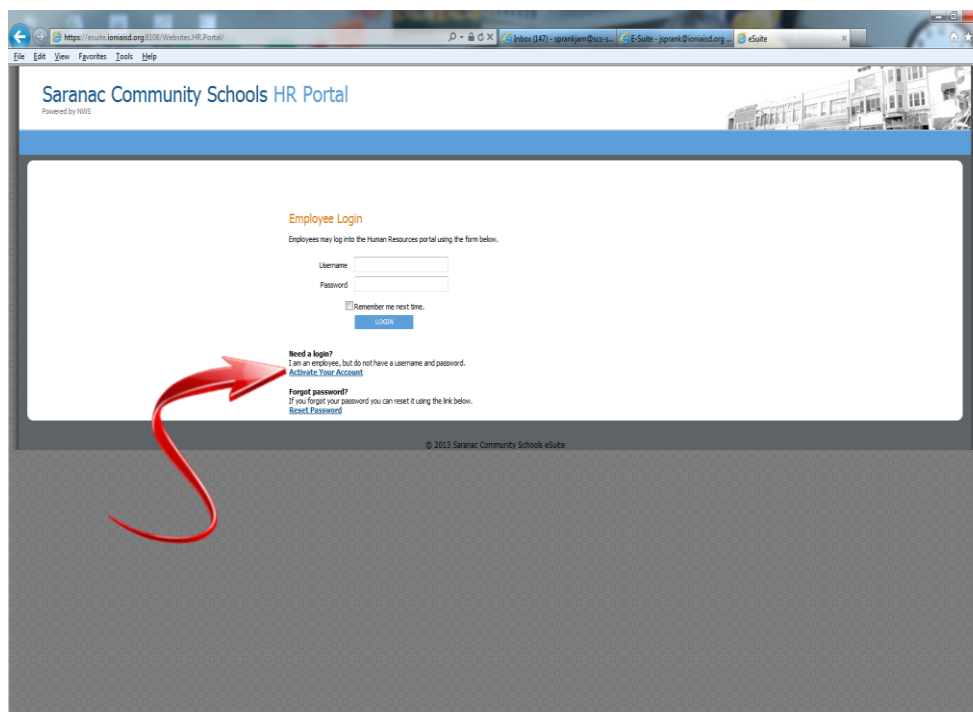 https://esuite.ioniaisd.org:8108/Websites.HR.Portal/
Inbox (147) - sprankjam@scs-s...
E-Suite - jsprank@ioniaisd.org ...
eSuite
File Edit View Favorites Tools Help
Saranac Community Schools HR Portal
Powered by NWS
Employee Login
Employees may log into the Human Resources portal using the form below.
Username
Password
Remember me next time.
LOGIN
Need a login?
I am an employee, but do not have a username and password.
Activate Your Account
Forgot password?
If you forgot your password you can reset it using the link below.
Reset Password
© 2013 Saranac Community Schools eSuite